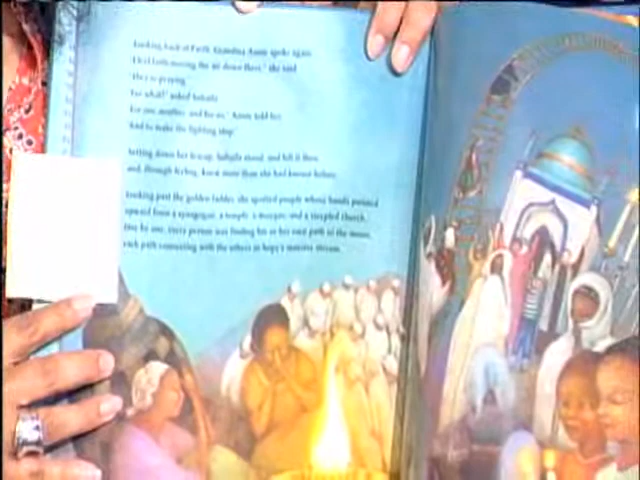 Looking back at Earth, Grandma Annie spoke again.
"I feel faith moving the air down there," she said.
"They're praying."
"For what?" asked Suhaila.
"For one another, and for us," Annie told her.
"And to make the fighting stop."
Setting down her teacup, Suhaila stood, and felt it then,
and, through feeling, knew more than she had known before.
Looking past the golden ladder, she spotted people whose hands pointed
upward from a synagogue, a temple, a mosque, and a steepled church.
One by one, every person was finding his or her own path to the moon,
each path connecting with the others in hope's massive stream.